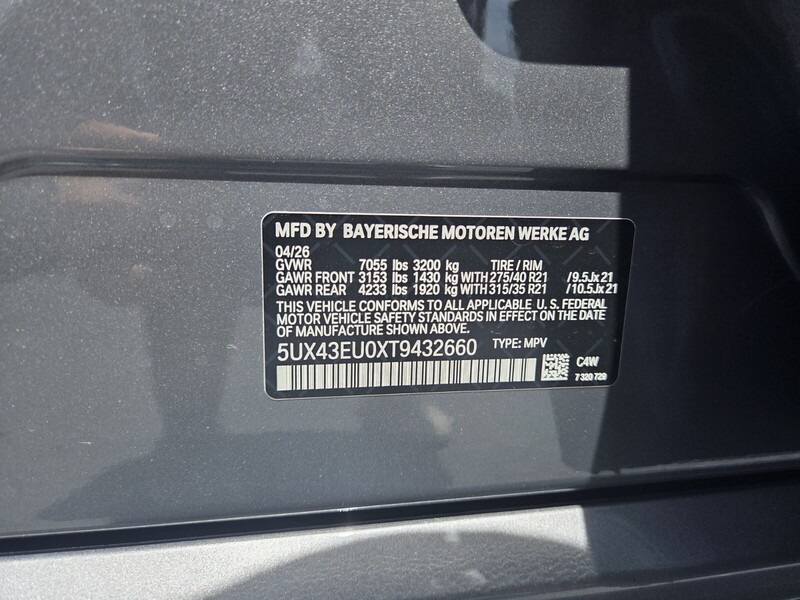 MFD BY BAYERISCHE MOTOREN WERKE AG
04/26
GVWR 7055 lbs 3200 kg TIRE / RIM
GAWR FRONT 3153 lbs 1430 kg WITH 275/40 R21 /9.5Jx21
GAWR REAR 4233 lbs 1920 kg WITH 315/35 R21 /10.5Jx21
THIS VEHICLE CONFORMS TO ALL APPLICABLE U.S. FEDERAL
MOTOR VEHICLE SAFETY STANDARDS IN EFFECT ON THE DATE
OF MANUFACTURE SHOWN ABOVE.
5UX43EU0XT9432660 TYPE: MPV
C4W
7 320 729